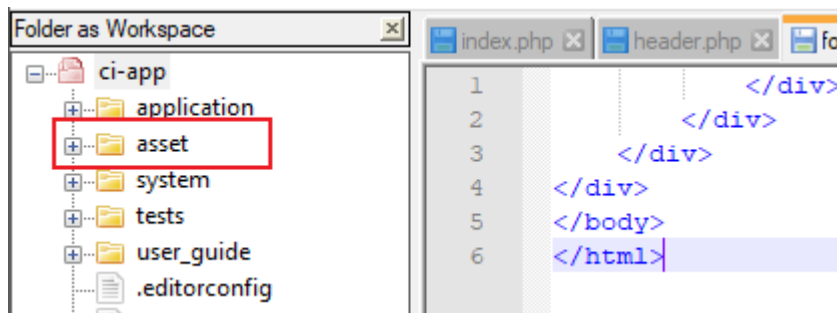 Folder as Workspace
ci-app
application
asset
system
tests
user_guide
.editorconfig
index.php
header.php
fo
1 </div>
2 </div>
3 </div>
4 </div>
5 </body>
6 </html>